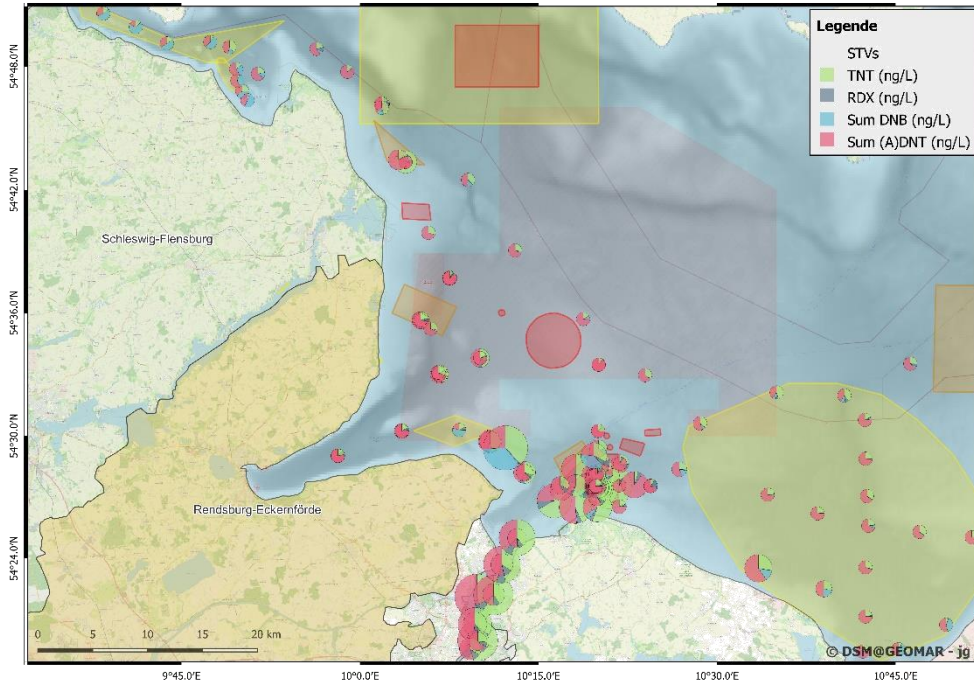 Legende
STVs
TNT (ng/L)
RDX (ng/L)
Sum DNB (ng/L)
Sum (A)DNT (ng/L)
54°48.0'N
54°42.0'N
54°36.0'N
54°30.0'N
54°24.0'N
Schleswig-Flensburg
Rendsburg-Eckernförde
0 5 10 15 20 km
© DSM@GEOMAR - jg
9°45.0'E 10°0.0'E 10°15.0'E 10°30.0'E 10°45.0'E